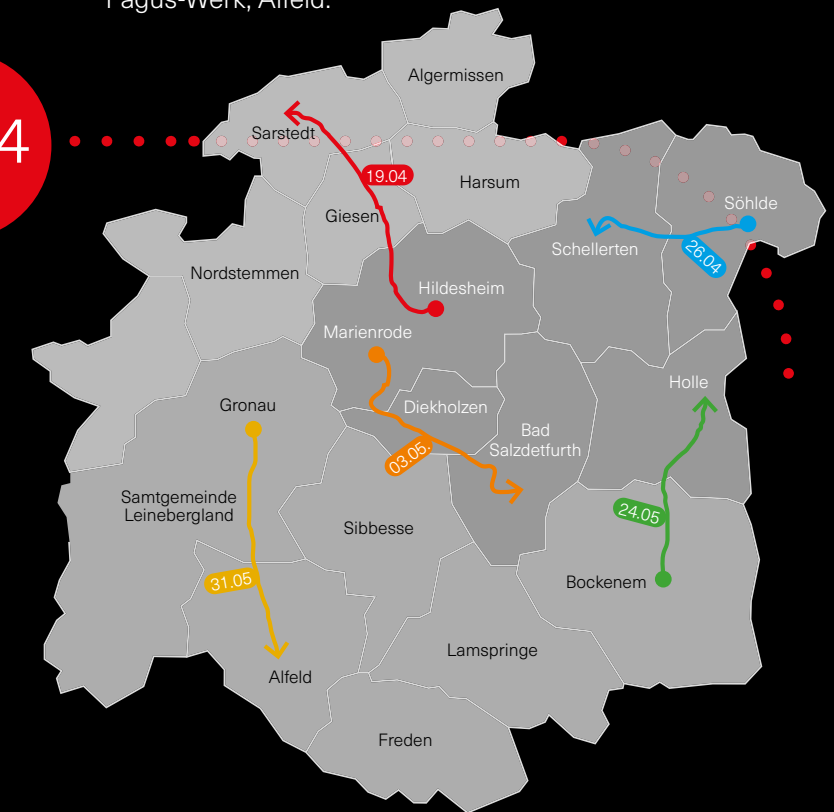 Fagus-Werk, Alfeld.
4
Algermissen
Sarstedt
19.04
Harsum
Giesen
Söhlde
Schellerten
26.04
Nordstemmen
Hildesheim
Marienrode
Holle
Gronau
Diekholzen
Bad
Salzdetfurth
03.05.
Samtgemeinde
Leinebergland
Sibbesse
24.05
31.05
Bockenem
Lamspringe
Alfeld
Freden